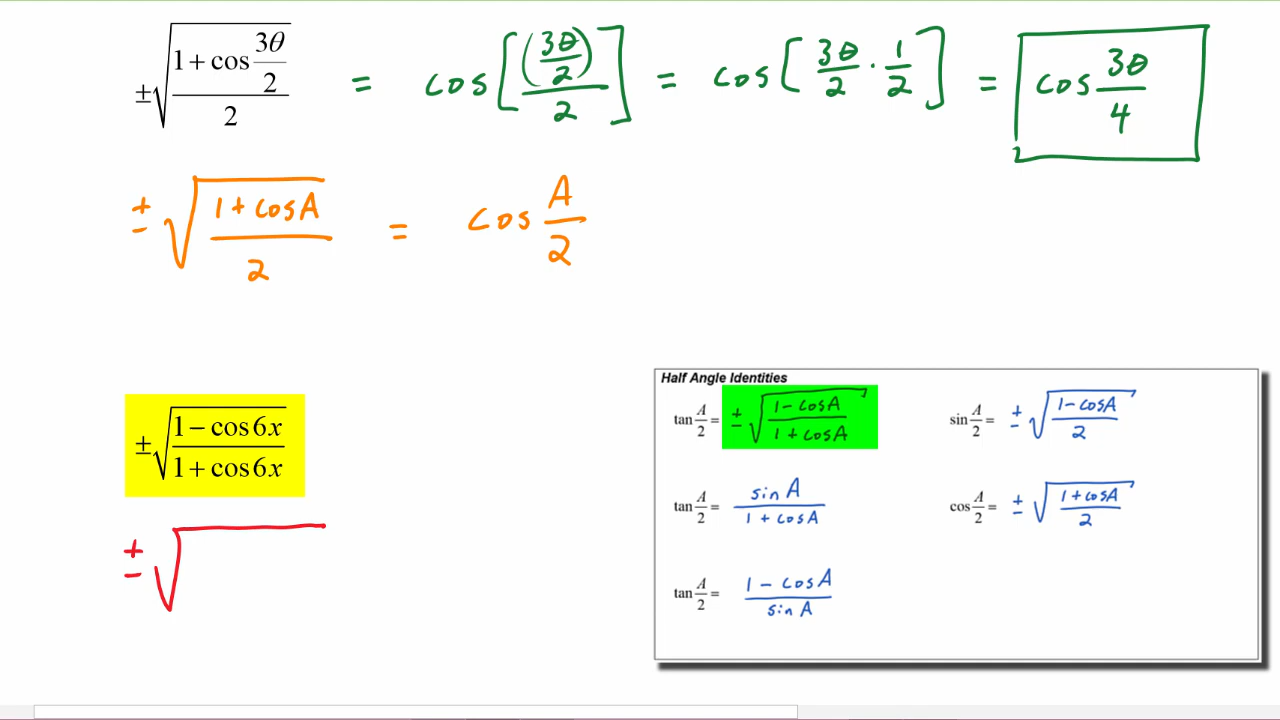 ±√((1 + cos 3θ/2)/2) = cos[(3θ/2)/2] = cos[3θ/2 · 1/2] = cos 3θ/4
±√((1 + cosA)/2) = cos A/2
Half Angle Identities
tan A/2 = ±√((1 - cosA)/(1 + cosA)) sin A/2 = ±√((1 - cosA)/2)
±√((1 − cos 6x)/(1 + cos 6x))
tan A/2 = sin A/(1 + cosA) cos A/2 = ±√((1 + cosA)/2)
±√
tan A/2 = (1 - cosA)/(sin A)